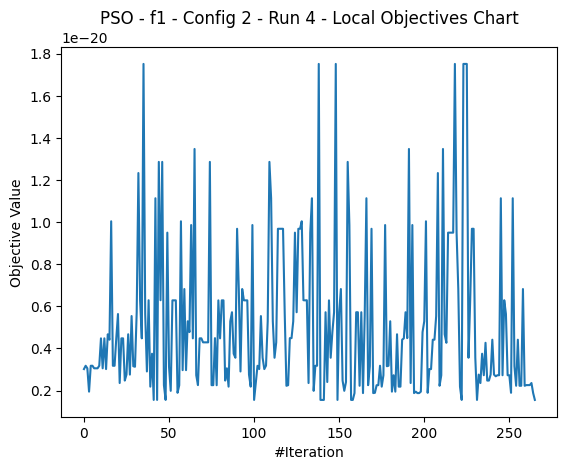 PSO - f1 - Config 2 - Run 4 - Local Objectives Chart
1e−20
1.8
1.6
1.4
1.2
1.0
0.8
0.6
0.4
0.2
Objective Value
0 50 100 150 200 250
#Iteration